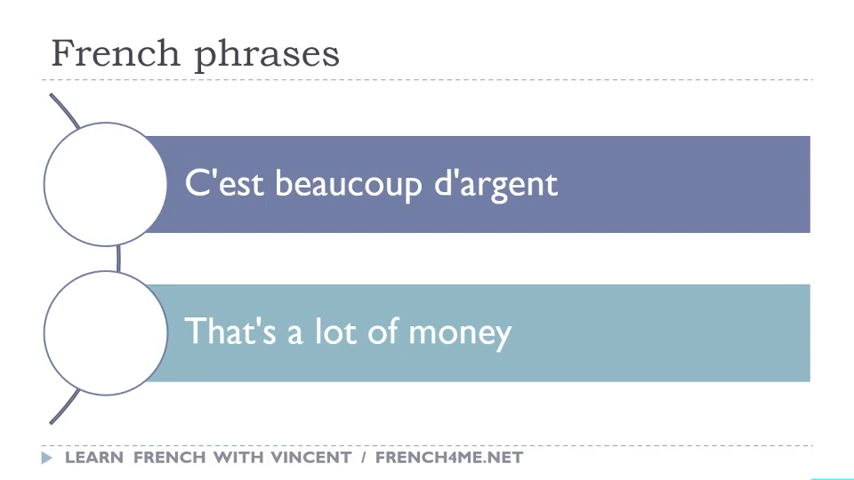 French phrases
C'est beaucoup d'argent
That's a lot of money
LEARN FRENCH WITH VINCENT / FRENCH4ME.NET